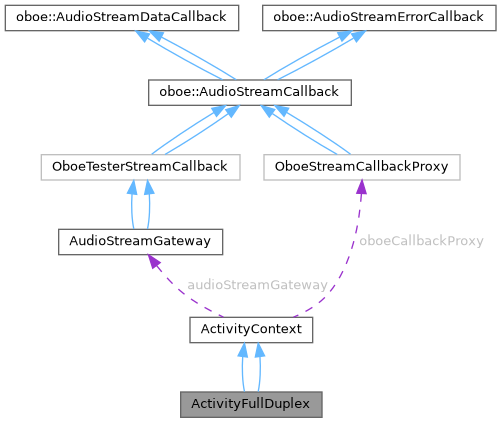 oboe::AudioStreamDataCallback
oboe::AudioStreamErrorCallback
oboe::AudioStreamCallback
OboeTesterStreamCallback
OboeStreamCallbackProxy
AudioStreamGateway
oboeCallbackProxy
audioStreamGateway
ActivityContext
ActivityFullDuplex